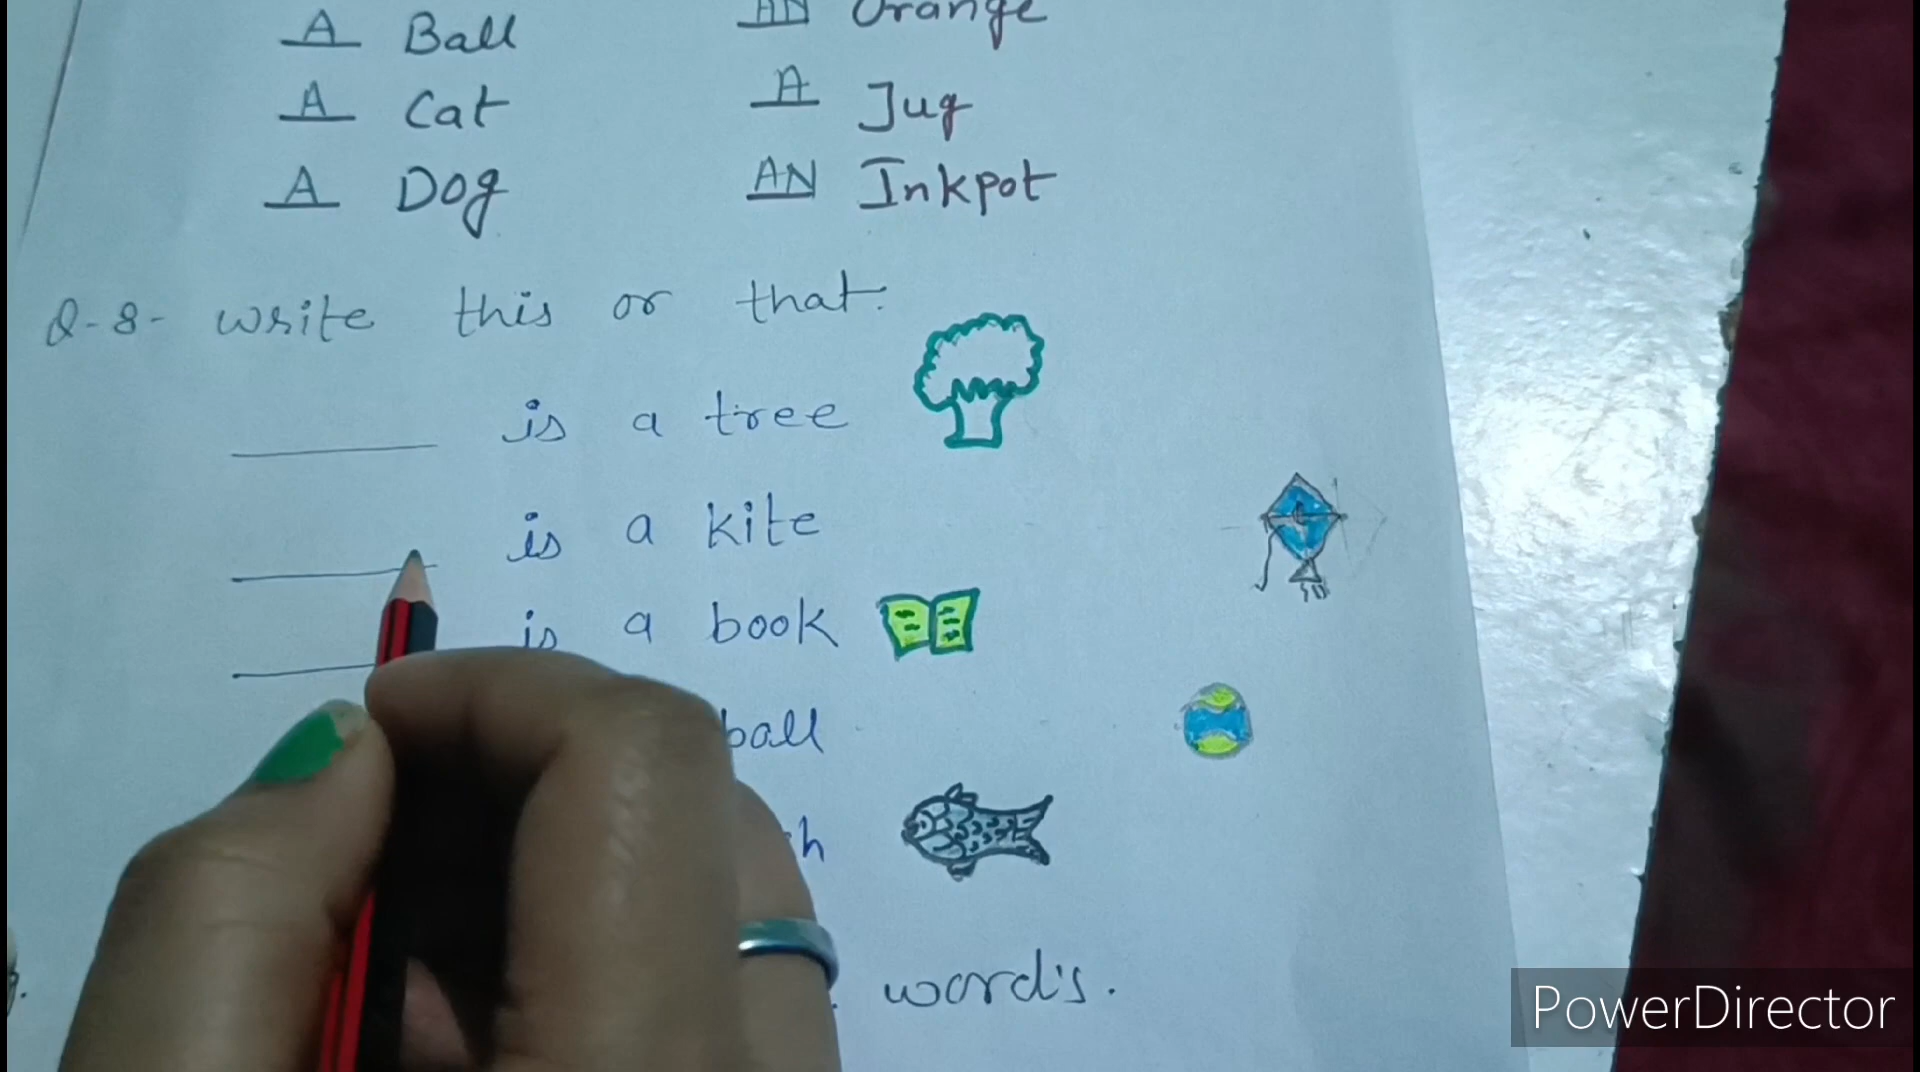 A Ball AN Orange
A Cat A Jug
A Dog AN Inkpot
Q-8- write this or that.
is a tree
is a kite
is a book
ball
words.
PowerDirector